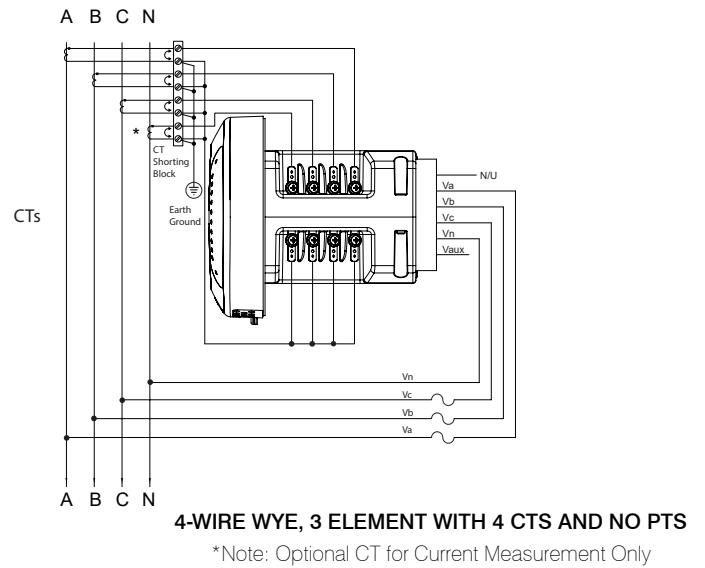 A B C N
*
CT
Shorting
Block
Earth
Ground
CTs
N/U
Va
Vb
Vc
Vn
Vaux
Vn
Vc
Vb
Va
A B C N
4-WIRE WYE, 3 ELEMENT WITH 4 CTS AND NO PTS
*Note: Optional CT for Current Measurement Only